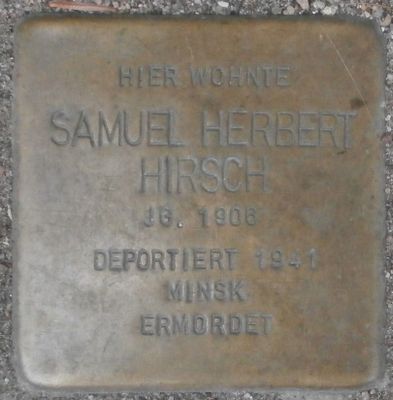 HIER WOHNTE
SAMUEL HERBERT
HIRSCH
JG. 1906
DEPORTIERT 1941
MINSK
ERMORDET